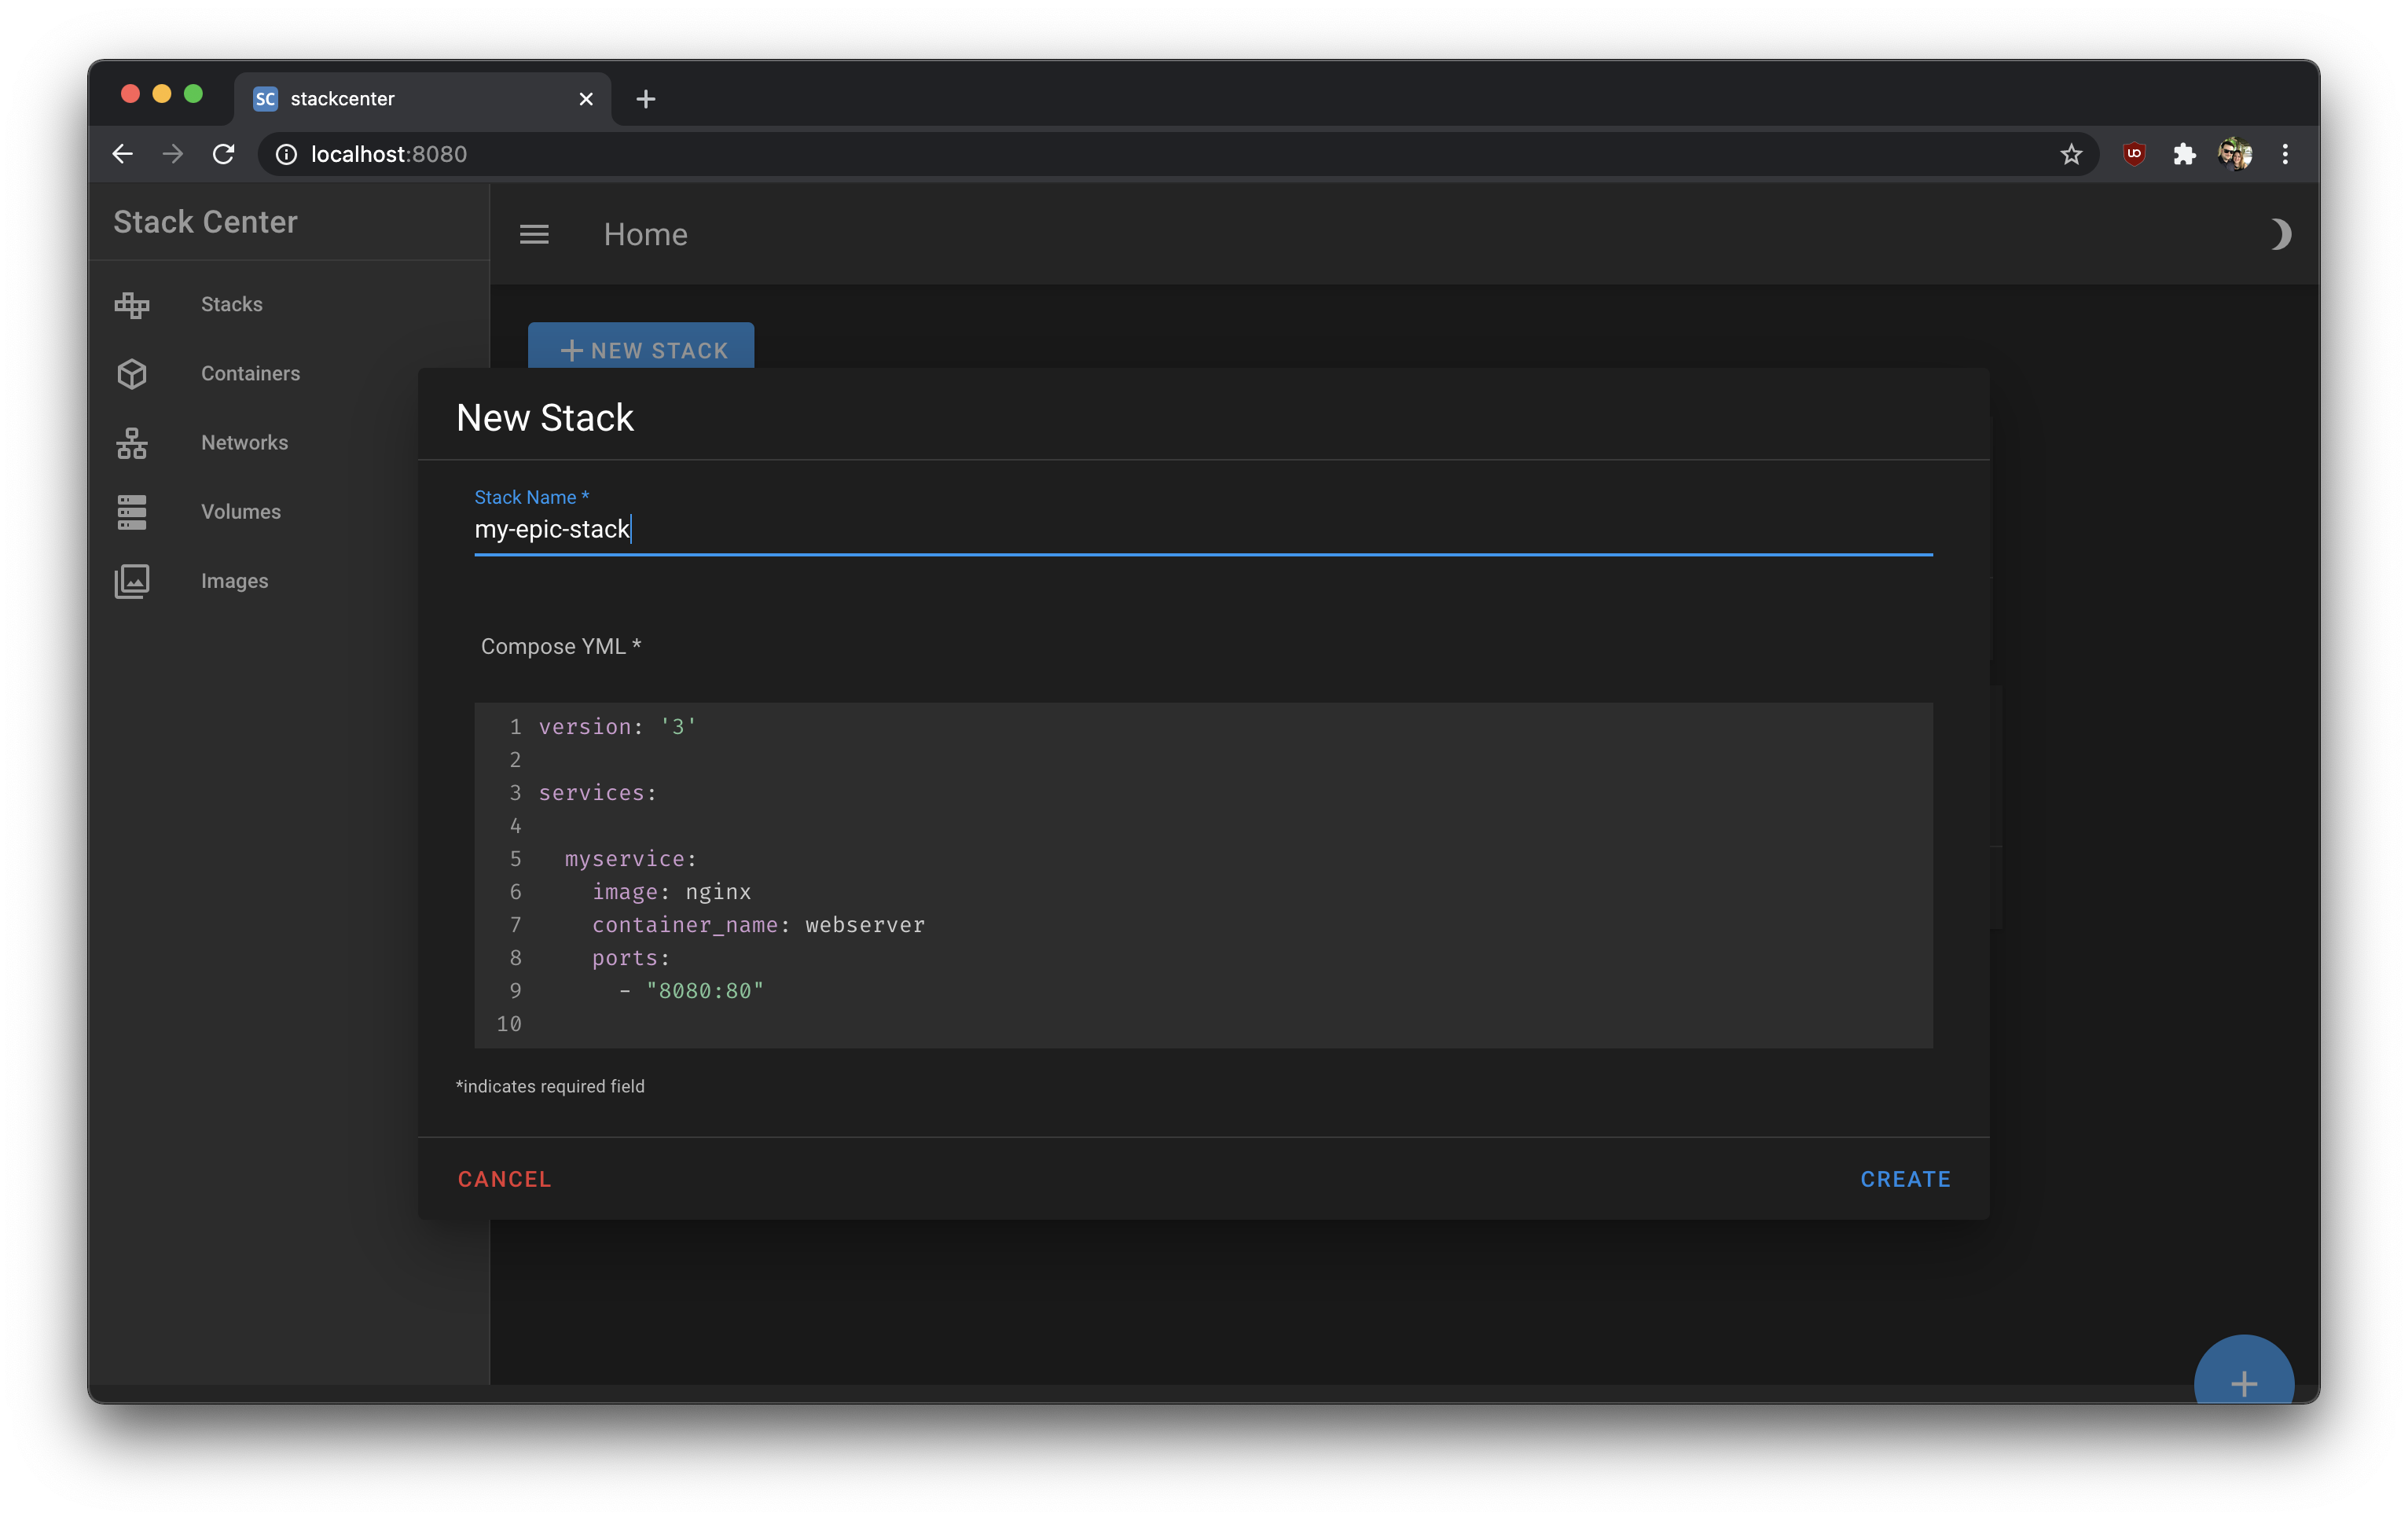 SC stackcenter
localhost:8080
Stack Center
Home
Stacks
Containers
Networks
Volumes
Images
+ NEW STACK
New Stack
Stack Name *
my-epic-stack
Compose YML *
1 version: '3'
2
3 services:
4
5   myservice:
6     image: nginx
7     container_name: webserver
8     ports:
9       - "8080:80"
10
*indicates required field
CANCEL
CREATE